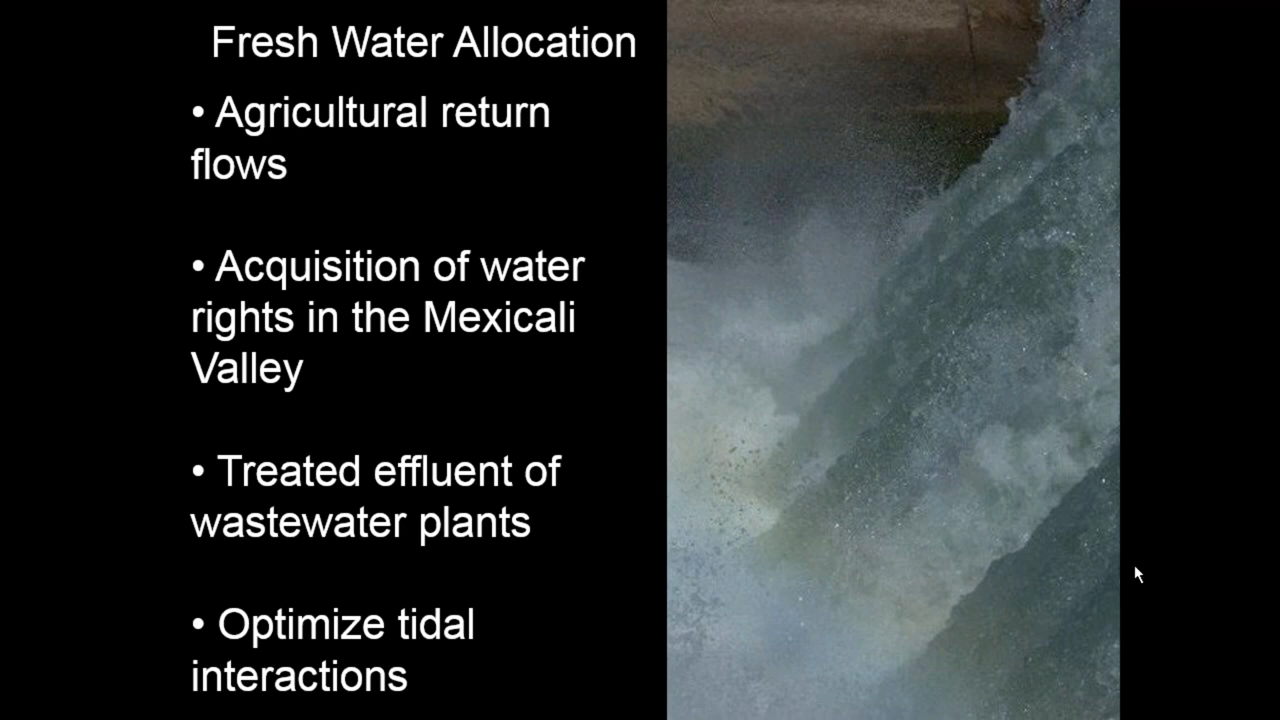 Fresh Water Allocation
• Agricultural return
flows
• Acquisition of water
rights in the Mexicali
Valley
• Treated effluent of
wastewater plants
• Optimize tidal
interactions